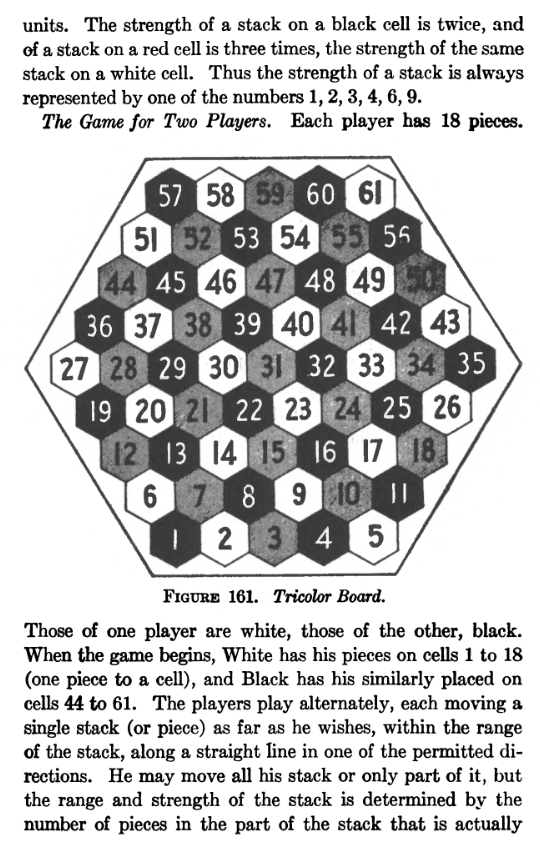 units. The strength of a stack on a black cell is twice, and
of a stack on a red cell is three times, the strength of the same
stack on a white cell. Thus the strength of a stack is always
represented by one of the numbers 1, 2, 3, 4, 6, 9.
The Game for Two Players. Each player has 18 pieces.
57 58 59 60 61
51 52 53 54 55 56
44 45 46 47 48 49 50
36 37 38 39 40 41 42 43
27 28 29 30 31 32 33 34 35
19 20 21 22 23 24 25 26
12 13 14 15 16 17 18
6 7 8 9 10 11
1 2 3 4 5
FIGURE 161. Tricolor Board.
Those of one player are white, those of the other, black.
When the game begins, White has his pieces on cells 1 to 18
(one piece to a cell), and Black has his similarly placed on
cells 44 to 61. The players play alternately, each moving a
single stack (or piece) as far as he wishes, within the range
of the stack, along a straight line in one of the permitted di-
rections. He may move all his stack or only part of it, but
the range and strength of the stack is determined by the
number of pieces in the part of the stack that is actually